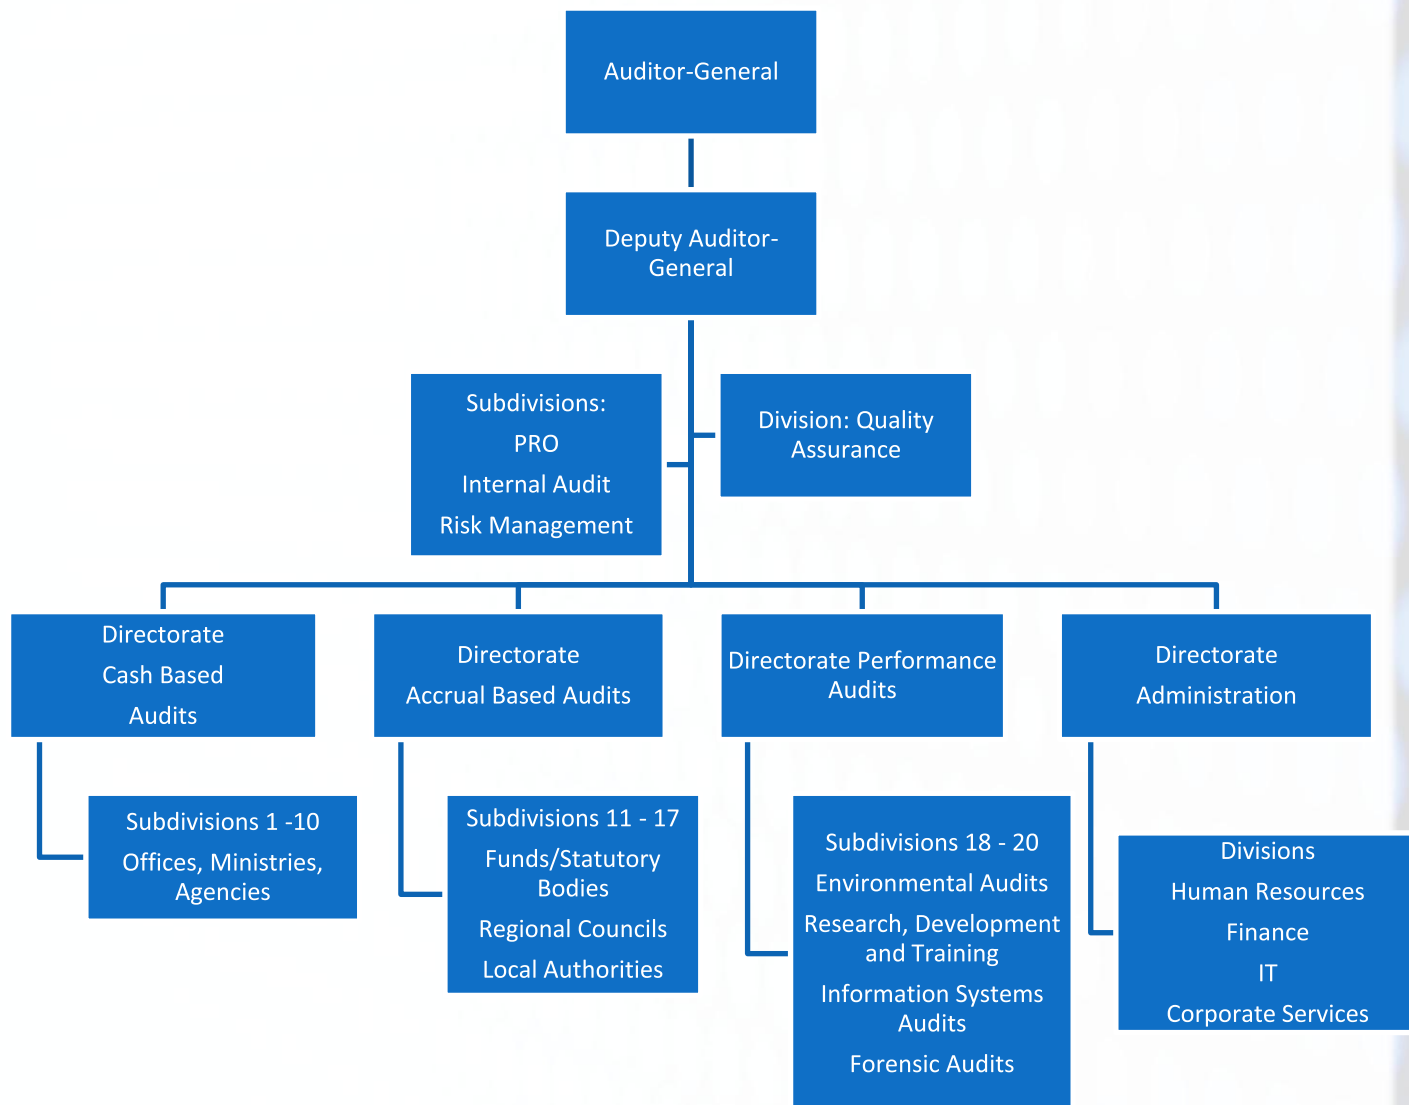 Auditor-General
Deputy Auditor-
General
Subdivisions:
PRO
Internal Audit
Risk Management
Division: Quality
Assurance
Directorate
Cash Based
Audits
Directorate
Accrual Based Audits
Directorate Performance
Audits
Directorate
Administration
Subdivisions 1 -10
Offices, Ministries,
Agencies
Subdivisions 11 - 17
Funds/Statutory
Bodies
Regional Councils
Local Authorities
Subdivisions 18 - 20
Environmental Audits
Research, Development
and Training
Information Systems
Audits
Forensic Audits
Divisions
Human Resources
Finance
IT
Corporate Services